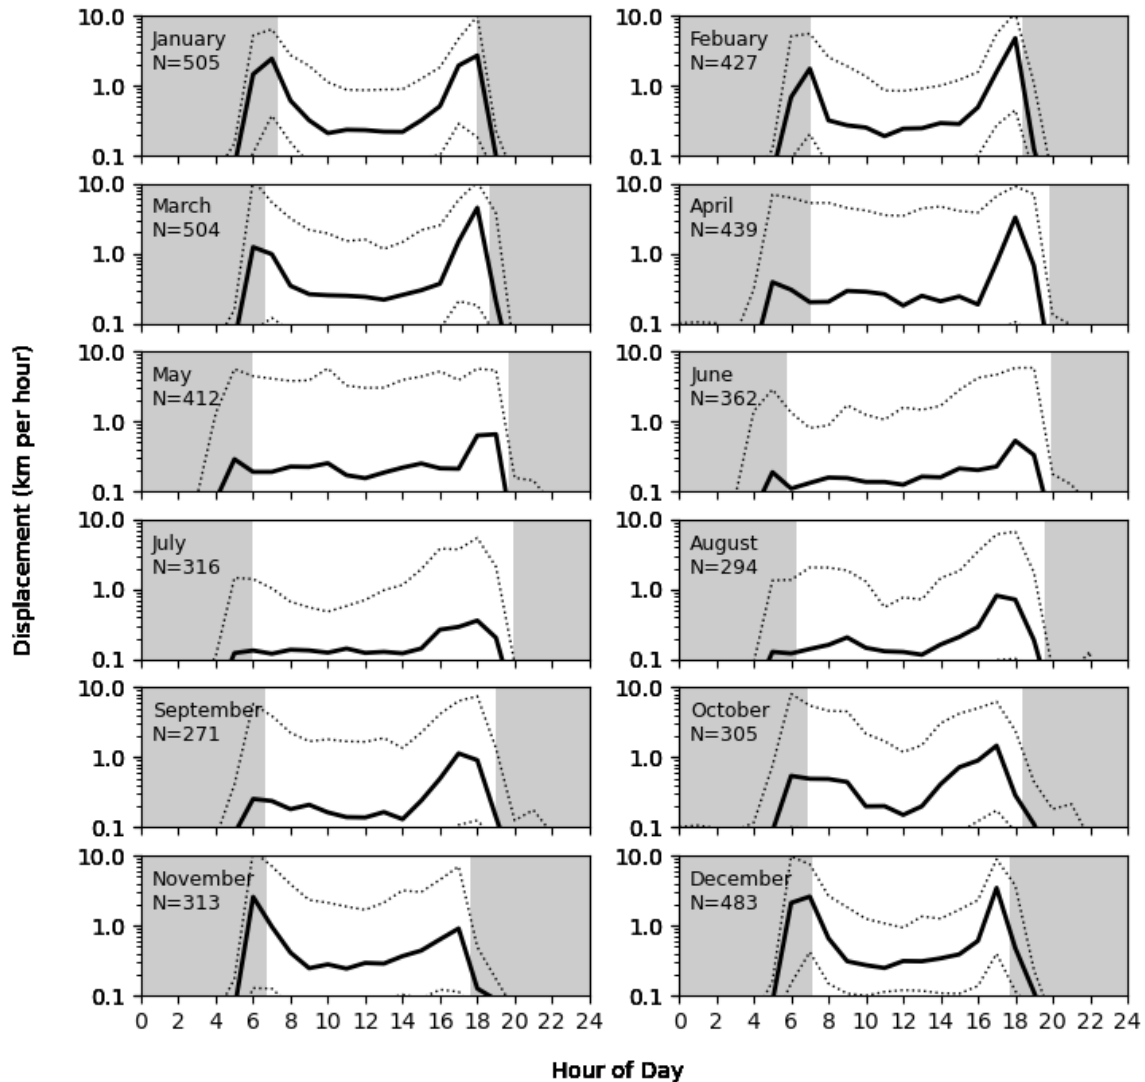 10.0
1.0
0.1
January
N=505
10.0
1.0
0.1
Febuary
N=427
10.0
1.0
0.1
March
N=504
10.0
1.0
0.1
April
N=439
10.0
1.0
0.1
May
N=412
10.0
1.0
0.1
June
N=362
10.0
1.0
0.1
July
N=316
10.0
1.0
0.1
August
N=294
10.0
1.0
0.1
September
N=271
10.0
1.0
0.1
October
N=305
10.0
1.0
0.1
November
N=313
10.0
1.0
0.1
December
N=483
0 2 4 6 8 10 12 14 16 18 20 22 24
0 2 4 6 8 10 12 14 16 18 20 22 24
Displacement (km per hour)
Hour of Day